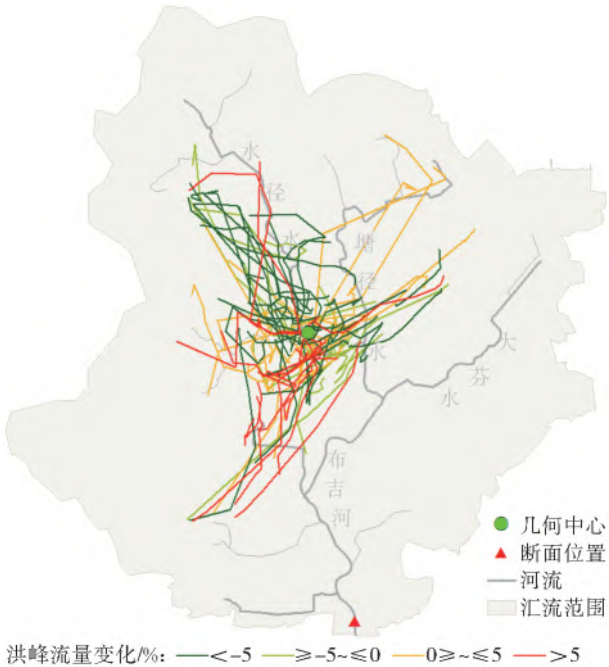 水径水
塘径水
大芬水
布吉河
几何中心
断面位置
河流
汇流范围
洪峰流量变化/%: <-5 ≥-5~≤0 0≥~≤5 >5